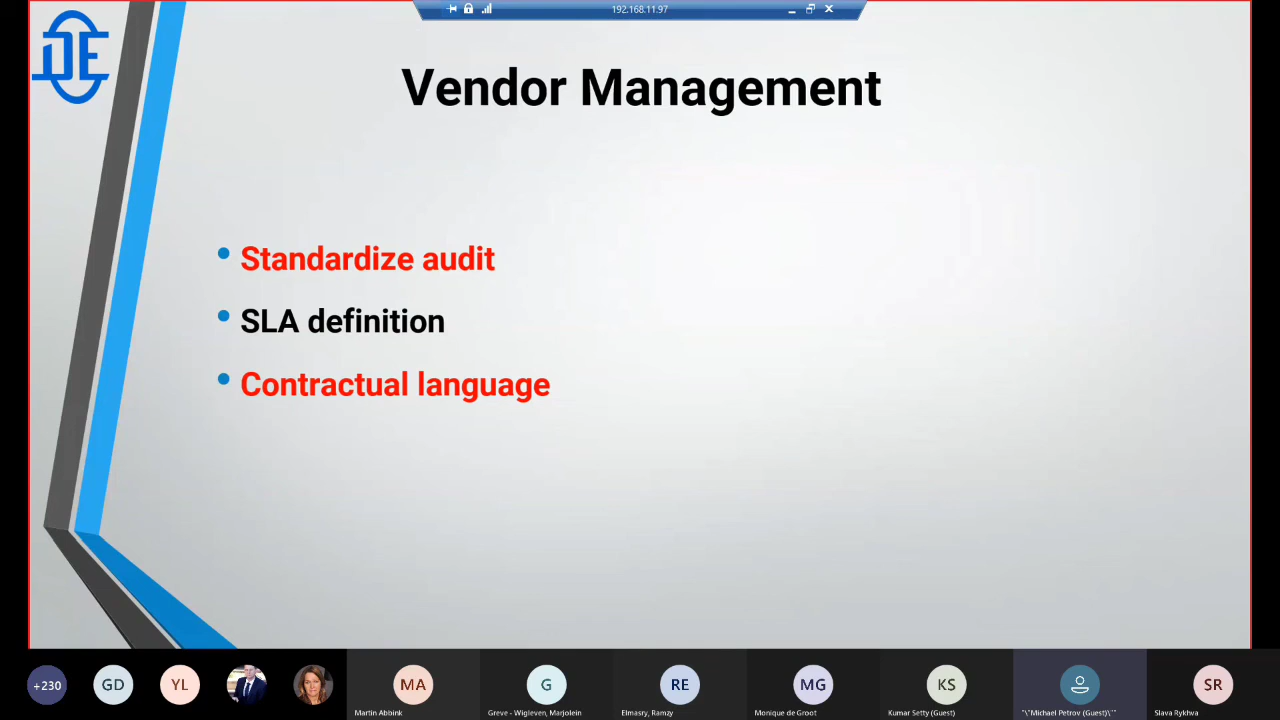 192.168.11.97
DE
Vendor Management
• Standardize audit
• SLA definition
• Contractual language
+230
GD
YL
MA
G
RE
MG
KS
SR
Martin Abbink
Greve - Wigleven, Marjolein
Elmasry, Ramzy
Monique de Groot
Kumar Setty (Guest)
"\"Michael Petrov (Guest)\""
Slava Rykhva